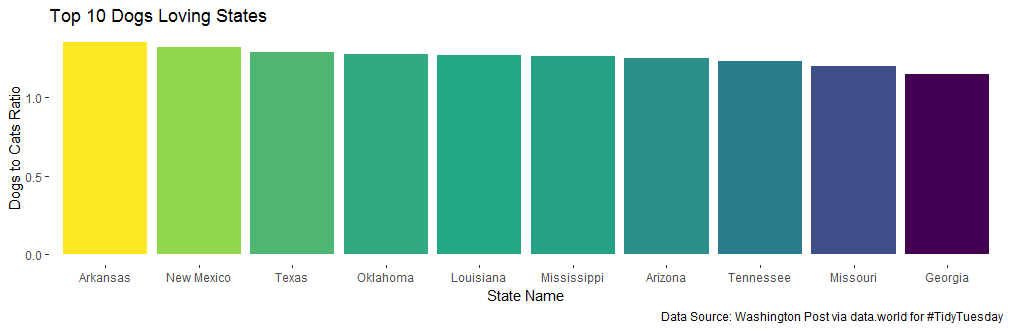 Top 10 Dogs Loving States
Dogs to Cats Ratio
1.0
0.5
0.0
Arkansas New Mexico Texas Oklahoma Louisiana Mississippi Arizona Tennessee Missouri Georgia
State Name
Data Source: Washington Post via data.world for #TidyTuesday